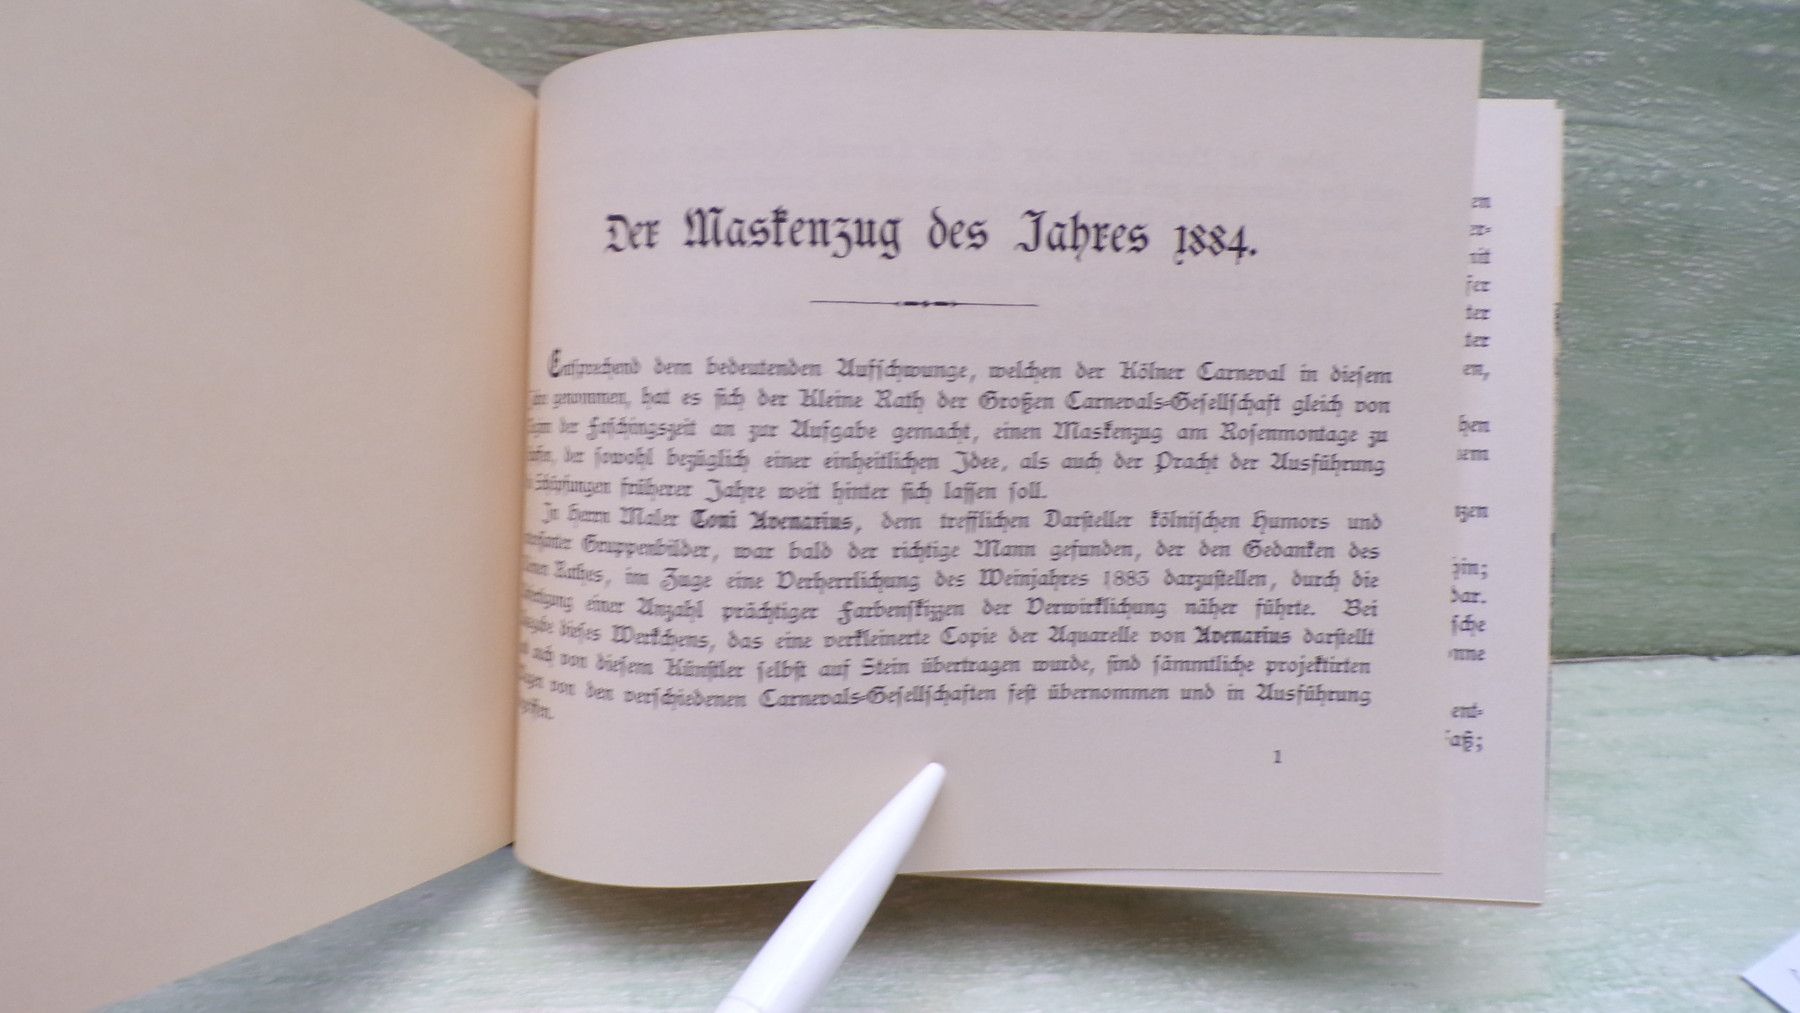 Der Maskenzug des Jahres 1884.
Entsprechend dem bedeutenden Aufschwunge, welchen der Kölner Carneval in diesem
genommen, hat es sich der Kleine Rath der Großen Carnevals-Gesellschaft gleich von
der Faschingszeit an zur Aufgabe gemacht, einen Maskenzug am Rosenmontage zu
der sowohl bezüglich einer einheitlichen Idee, als auch der Pracht der Ausführung
Schöpfungen früherer Jahre weit hinter sich lassen soll.
In Herrn Maler Toni Avenarius, dem trefflichen Darsteller kölnischen Humors und
Gruppenbilder, war bald der richtige Mann gefunden, der den Gedanken des
Rathes, im Zuge eine Verherrlichung des Weinjahres 1883 darzustellen, durch die
einer Anzahl prächtiger Farbenskizzen der Verwirklichung näher führte. Bei
dieses Werkchens, das eine verkleinerte Copie der Aquarelle von Avenarius darstellt
auch von diesem Künstler selbst auf Stein übertragen wurde, sind sämmtliche projektirten
von den verschiedenen Carnevals-Gesellschaften fest übernommen und in Ausführung
1